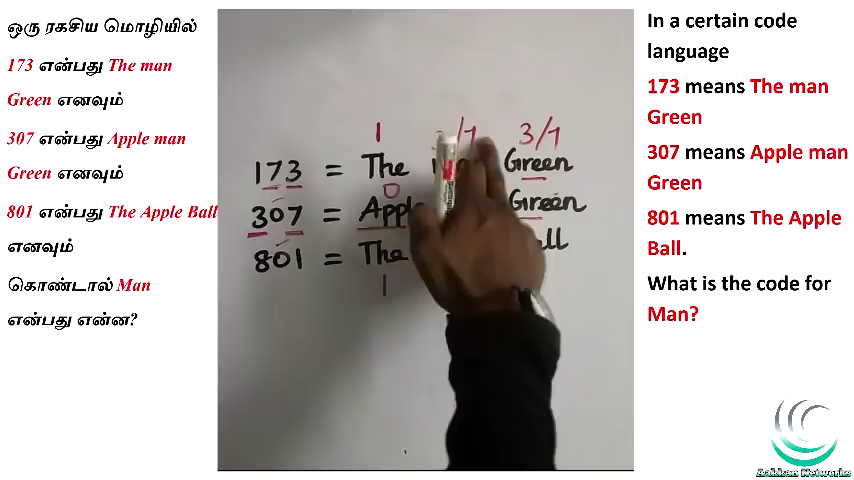 ஒரு ரகசிய மொழியில்
173 என்பது The man
Green எனவும்
307 என்பது Apple man
Green எனவும்
801 என்பது The Apple Ball
எனவும்
கொண்டால் Man
என்பது என்ன?
1 3/7
173 = The Green
0
307 = Green
801 = The
1
In a certain code
language
173 means The man
Green
307 means Apple man
Green
801 means The Apple
Ball.
What is the code for
Man?
Aakkan Networks